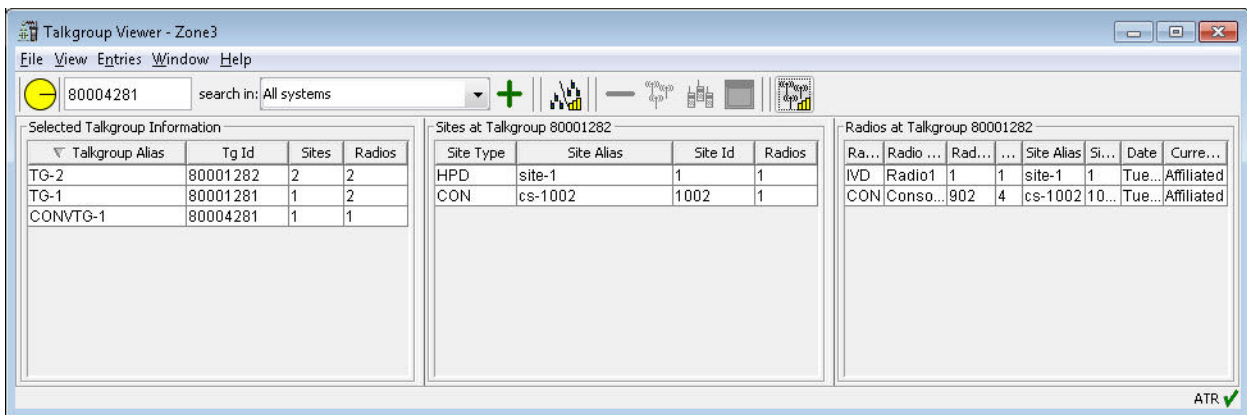 Talkgroup Viewer - Zone3
File View Entries Window Help
80004281 search in: All systems
Selected Talkgroup Information
Talkgroup Alias Tg Id Sites Radios
TG-2 80001282 2 2
TG-1 80001281 1 2
CONVTG-1 80004281 1 1
Sites at Talkgroup 80001282
Site Type Site Alias Site Id Radios
HPD site-1 1 1
CON cs-1002 1002 1
Radios at Talkgroup 80001282
Ra... Radio ... Rad... ... Site Alias Si... Date Curre...
IVD Radio1 1 1 site-1 1 Tue... Affiliated
CON Conso... 902 4 cs-1002 10... Tue... Affiliated
ATR